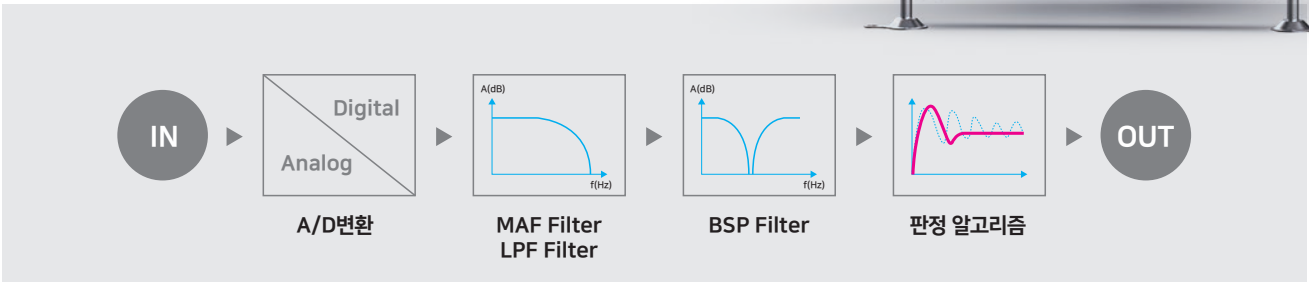 IN
Digital
Analog
A/D변환
A(dB)
f(Hz)
MAF Filter
LPF Filter
A(dB)
f(Hz)
BSP Filter
판정 알고리즘
OUT